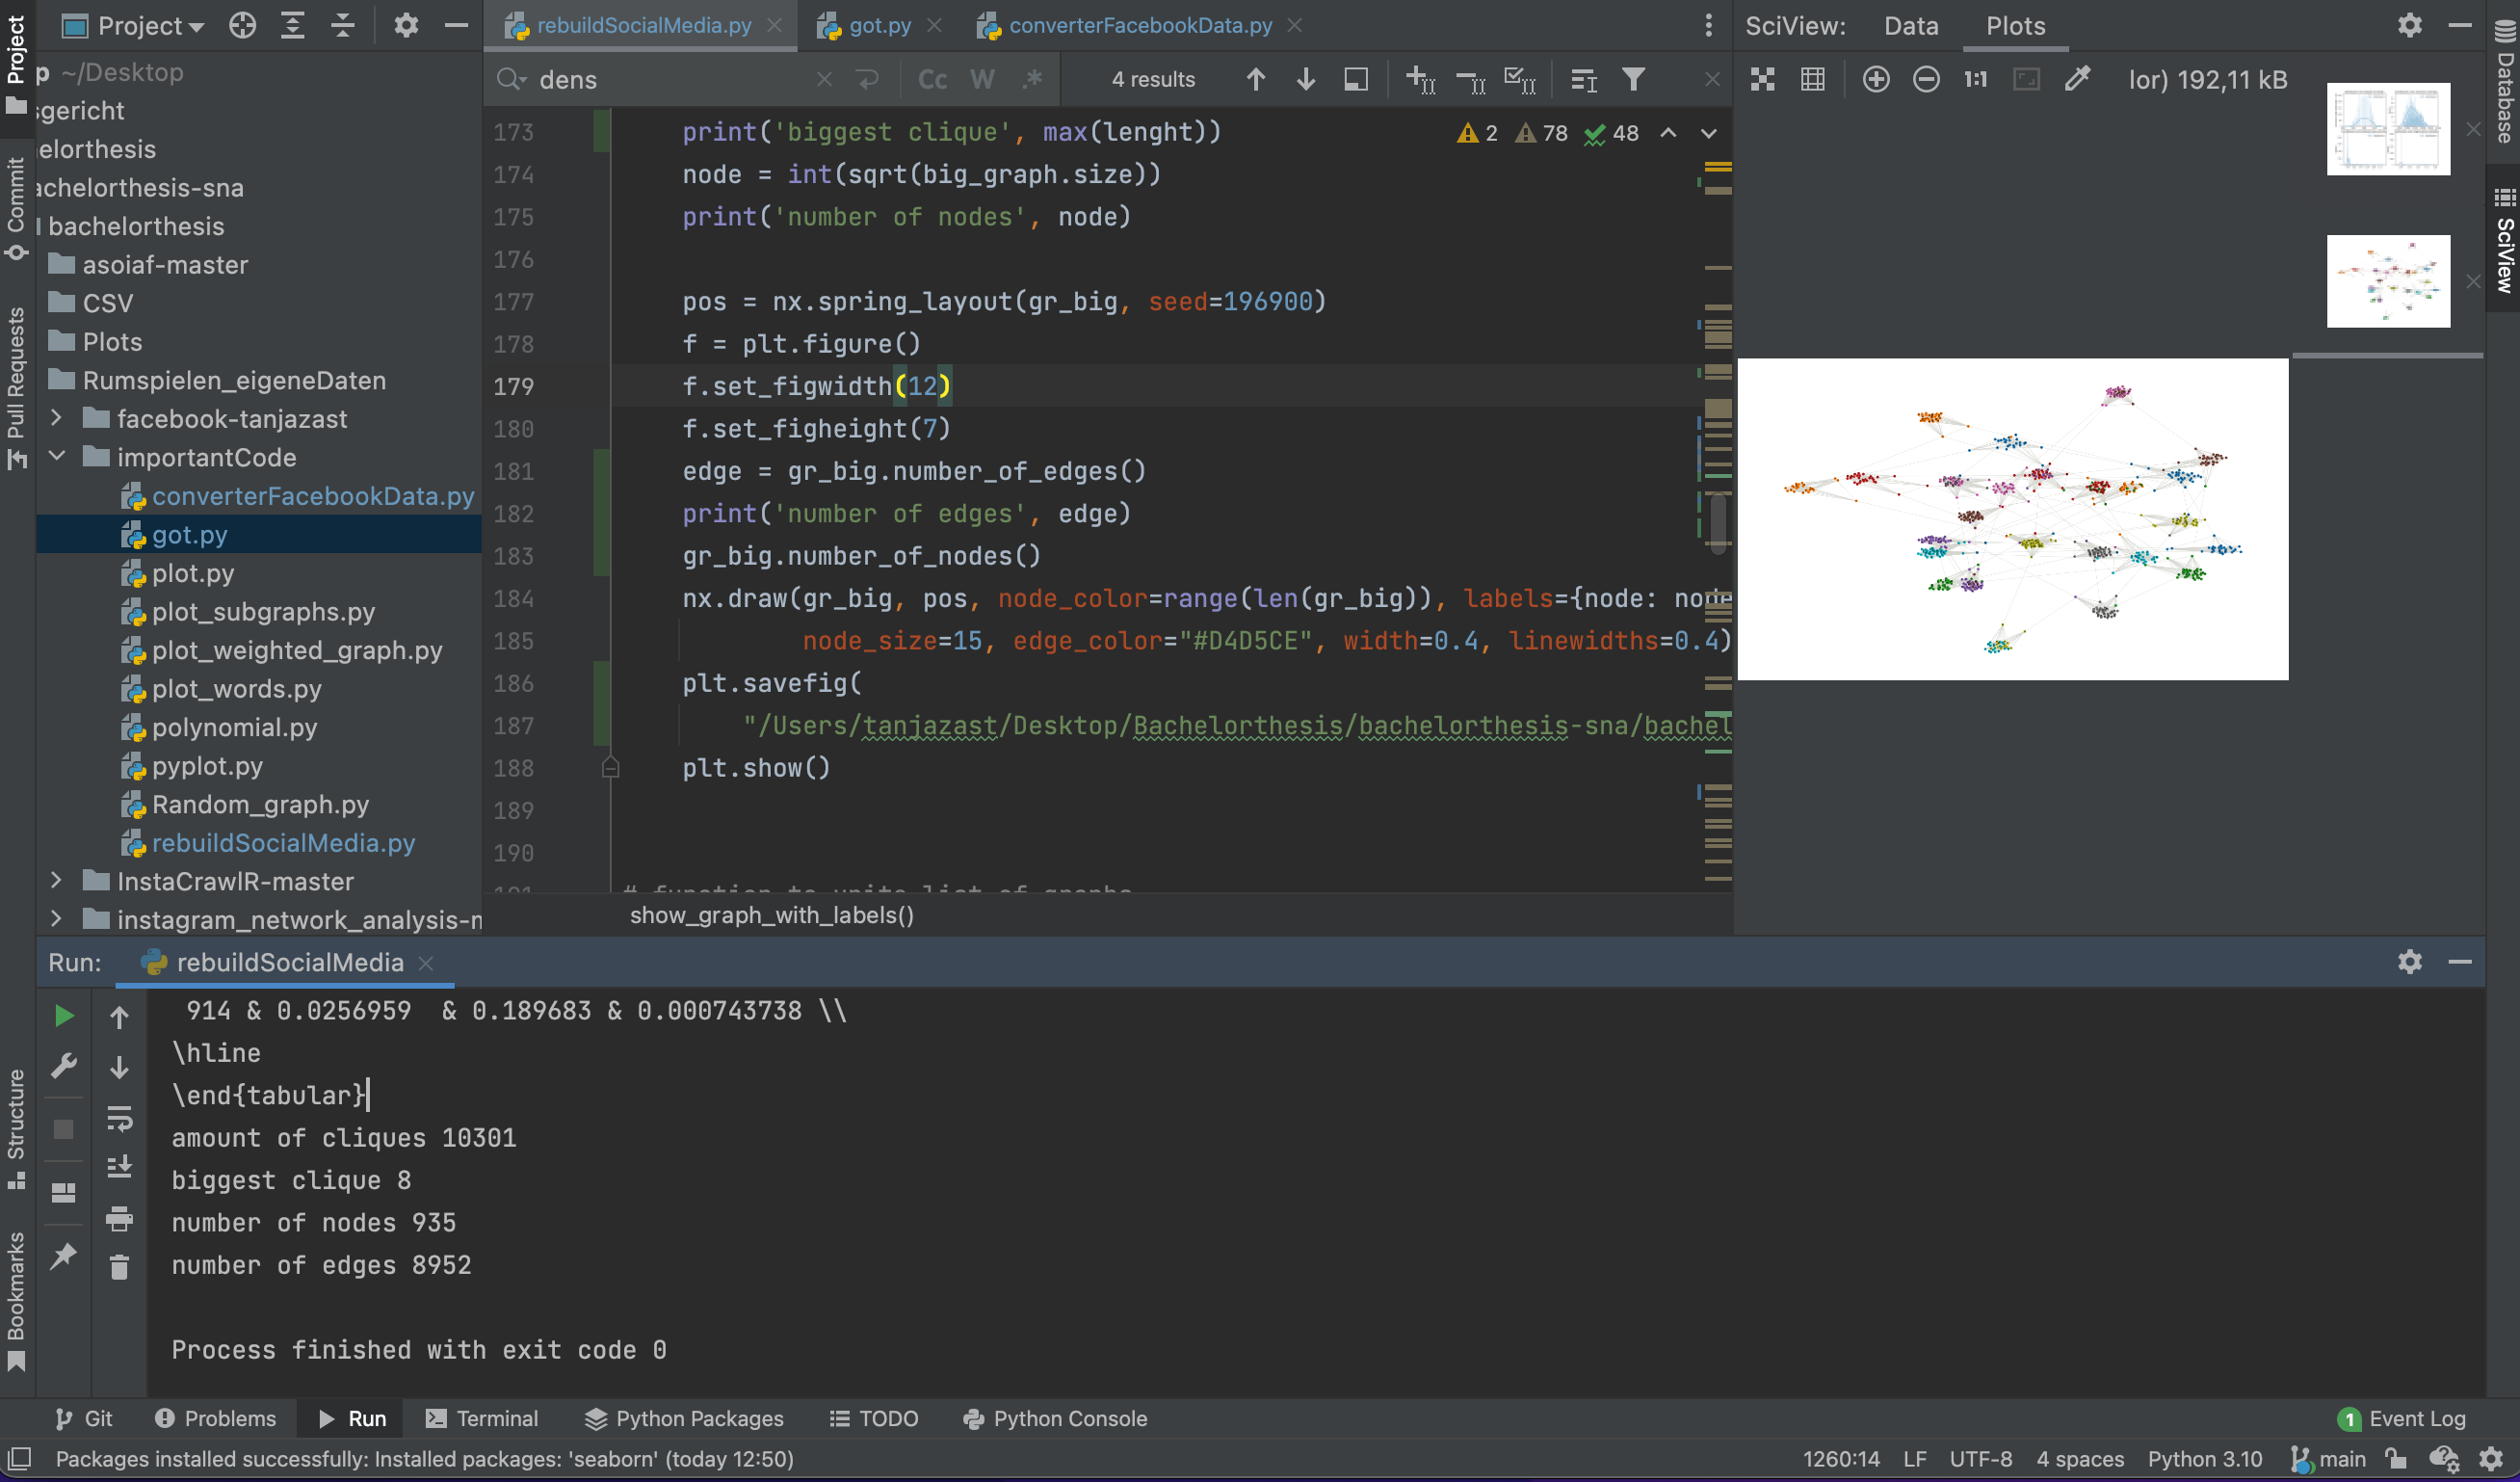 Project
rebuildSocialMedia.py
got.py
converterFacebookData.py
SciView:
Data
Plots
p ~/Desktop
sgericht
elorthesis
achelorthesis-sna
bachelorthesis
asoiaf-master
CSV
Plots
Rumspielen_eigeneDaten
facebook-tanjazast
importantCode
converterFacebookData.py
got.py
plot.py
plot_subgraphs.py
plot_weighted_graph.py
plot_words.py
polynomial.py
pyplot.py
Random_graph.py
rebuildSocialMedia.py
InstaCrawlR-master
instagram_network_analysis-m
dens
Cc
W
.*
4 results
2
78
48
173 print('biggest clique', max(lenght))
174 node = int(sqrt(big_graph.size))
175 print('number of nodes', node)
176
177 pos = nx.spring_layout(gr_big, seed=196900)
178 f = plt.figure()
179 f.set_figwidth(12)
180 f.set_figheight(7)
181 edge = gr_big.number_of_edges()
182 print('number of edges', edge)
183 gr_big.number_of_nodes()
184 nx.draw(gr_big, pos, node_color=range(len(gr_big)), labels={node: node
185 node_size=15, edge_color="#D4D5CE", width=0.4, linewidths=0.4)
186 plt.savefig(
187 "/Users/tanjazast/Desktop/Bachelorthesis/bachelorthesis-sna/bachel
188 plt.show()
189
190
191 # function to unite list of graphs
show_graph_with_labels()
1:1
lor) 192,11 kB
Project
Commit
Pull Requests
Structure
Bookmarks
Database
SciView
Run:
rebuildSocialMedia
914 & 0.0256959 & 0.189683 & 0.000743738 \\
\hline
\end{tabular}
amount of cliques 10301
biggest clique 8
number of nodes 935
number of edges 8952
Process finished with exit code 0
Git
Problems
Run
Terminal
Python Packages
TODO
Python Console
1 Event Log
Packages installed successfully: Installed packages: 'seaborn' (today 12:50)
1260:14
LF
UTF-8
4 spaces
Python 3.10
main